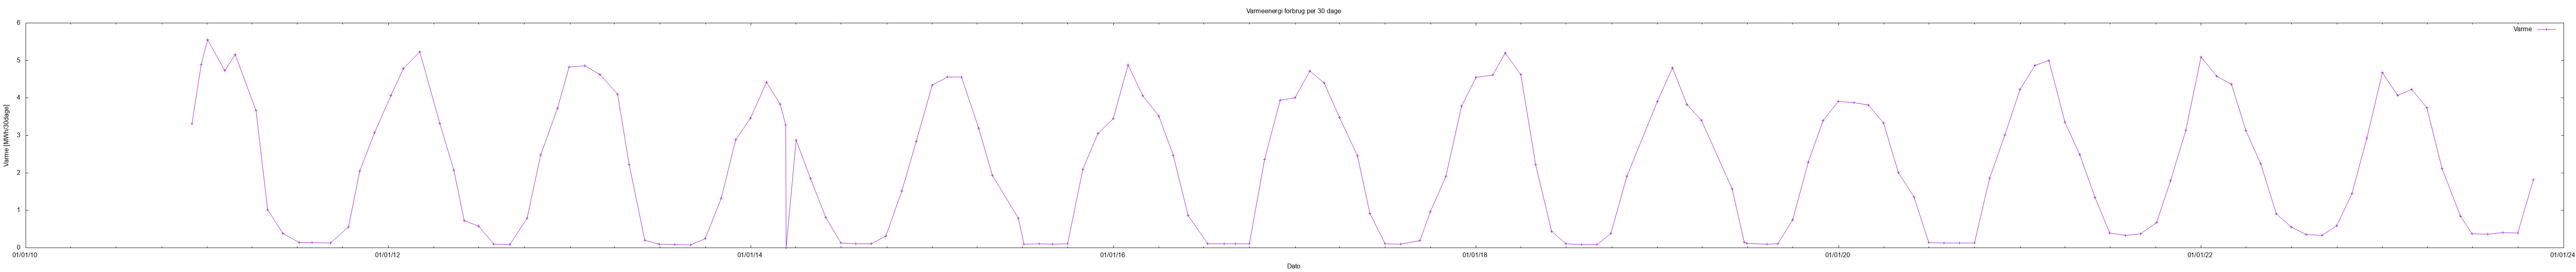 Varmeenergi forbrug per 30 dage
Varme
6
5
4
3
2
1
0
Varme [MWh/30dage]
01/01/10 01/01/12 01/01/14 01/01/16 01/01/18 01/01/20 01/01/22 01/01/24
Dato